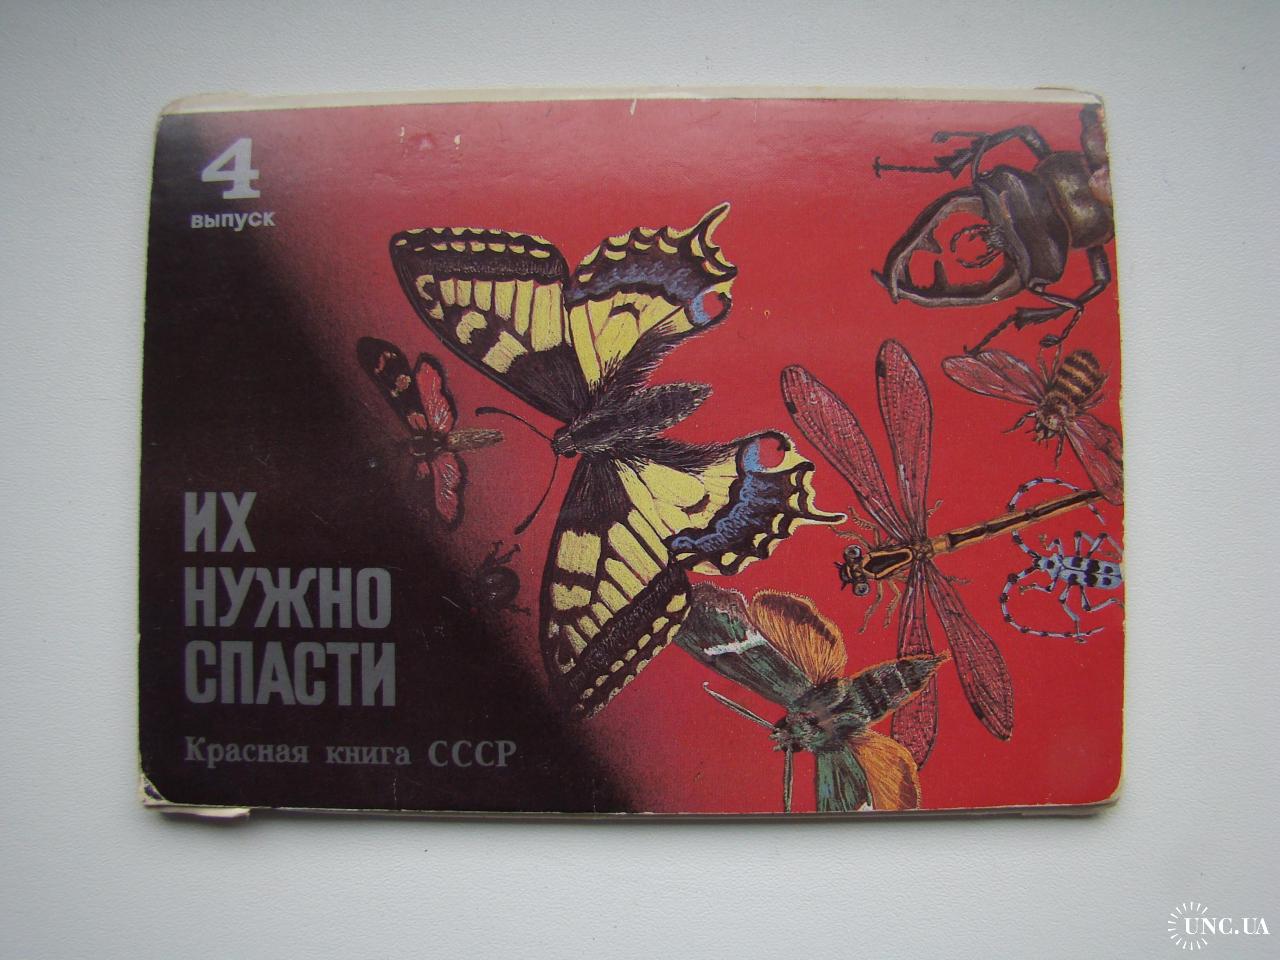 4
выпуск
ИХ
НУЖНО
СПАСТИ
Красная книга СССР
UNC.UA